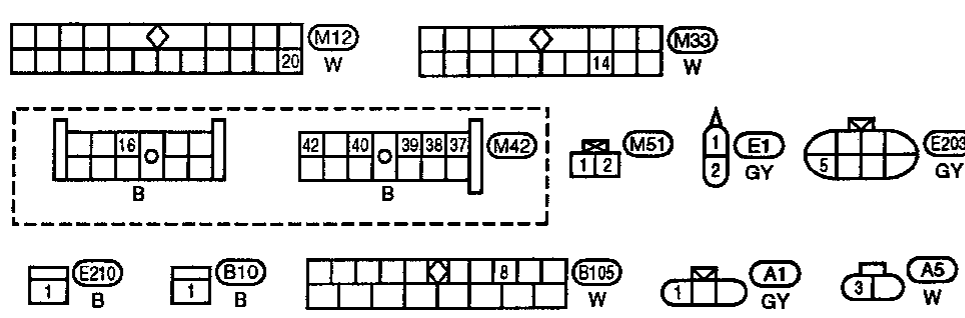 20 M12 W 14 M33 W
16 B 42 40 39 38 37 M42 B 1 2 M51 1 2 E1 GY 5 E203 GY
1 E210 B 1 B10 B 8 B105 W 1 A1 GY 3 A5 W